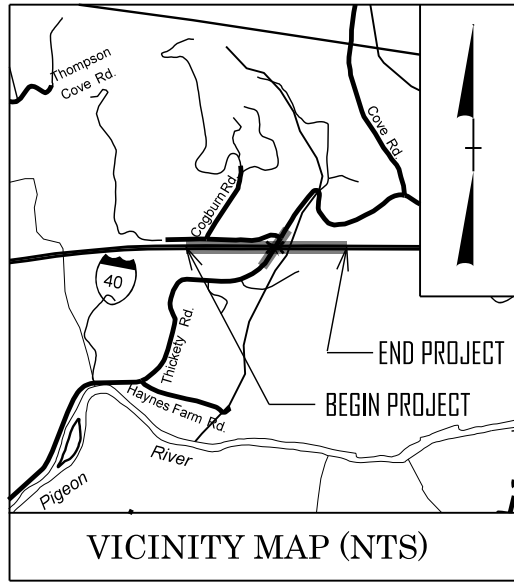 Thompson
Cove Rd.
Cove Rd.
Cogburn Rd.
40
Thickety Rd.
END PROJECT
Haynes Farm Rd.
BEGIN PROJECT
River
Pigeon
VICINITY MAP (NTS)